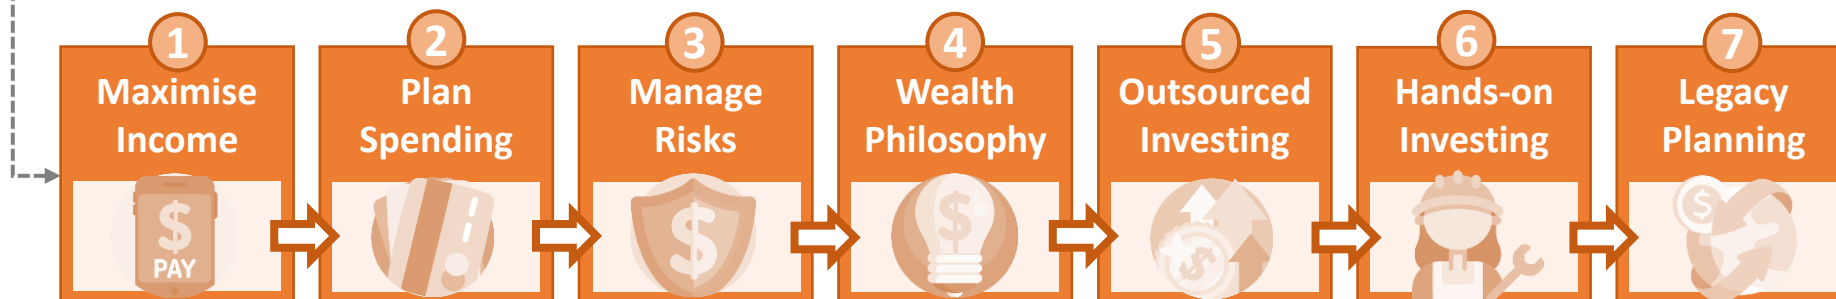 1
Maximise
Income
$
PAY
2
Plan
Spending
3
Manage
Risks
$
4
Wealth
Philosophy
$
5
Outsourced
Investing
$
6
Hands-on
Investing
7
Legacy
Planning
$